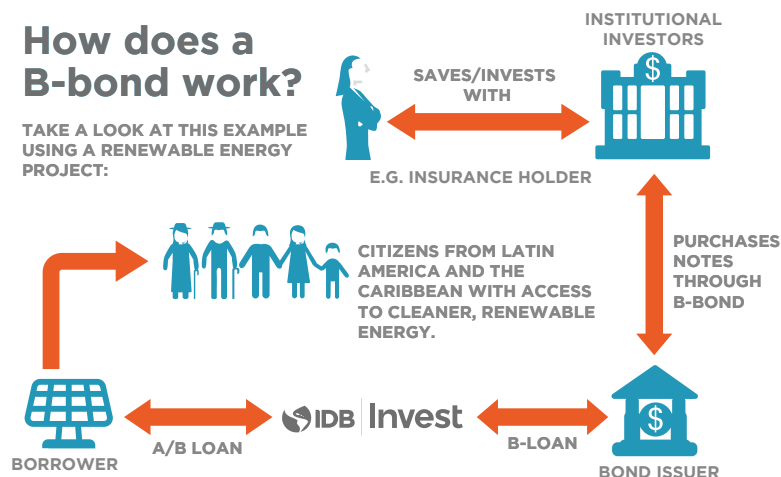 How does a
B-bond work?
TAKE A LOOK AT THIS EXAMPLE
USING A RENEWABLE ENERGY
PROJECT:
SAVES/INVESTS
WITH
INSTITUTIONAL
INVESTORS
$
E.G. INSURANCE HOLDER
CITIZENS FROM LATIN
AMERICA AND THE
CARIBBEAN WITH ACCESS
TO CLEANER, RENEWABLE
ENERGY.
PURCHASES
NOTES
THROUGH
B-BOND
BORROWER
A/B LOAN
IDB Invest
B-LOAN
$
BOND ISSUER